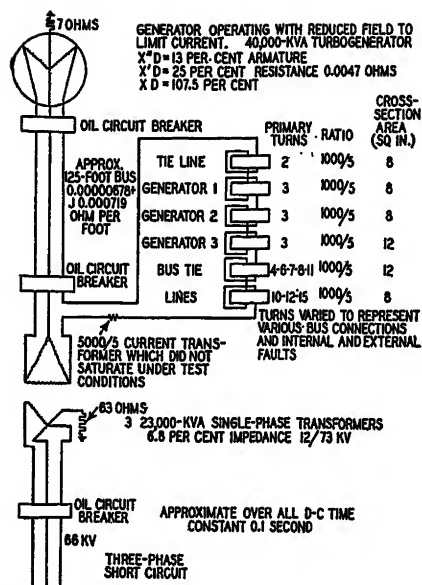 7 OHMS
GENERATOR OPERATING WITH REDUCED FIELD TO
LIMIT CURRENT. 40,000-KVA TURBOGENERATOR
X"D=13 PER-CENT ARMATURE
X'D=25 PER CENT RESISTANCE 0.0047 OHMS
XD=107.5 PER CENT
OIL CIRCUIT BREAKER
APPROX.
125-FOOT BUS
0.00000578+
J 0.000719
OHM PER
FOOT
OIL CIRCUIT
BREAKER
PRIMARY
TURNS
RATIO
CROSS-
SECTION
AREA
(SQ IN.)
TIE LINE 2 1000/5 8
GENERATOR 1 3 1000/5 8
GENERATOR 2 3 1000/5 8
GENERATOR 3 3 1000/5 12
BUS TIE 4-6-7-8-11 1000/5 12
LINES 10-12-15 1000/5 8
TURNS VARIED TO REPRESENT
VARIOUS BUS CONNECTIONS
AND INTERNAL AND EXTERNAL
FAULTS
5000/5 CURRENT TRANS-
FORMER WHICH DID NOT
SATURATE UNDER TEST
CONDITIONS
63 OHMS
3 23,000-KVA SINGLE-PHASE TRANSFORMERS
6.8 PER CENT IMPEDANCE 12/73 KV
OIL CIRCUIT
BREAKER
APPROXIMATE OVER ALL D-C TIME
CONSTANT 0.1 SECOND
66 KV
THREE-PHASE
SHORT CIRCUIT